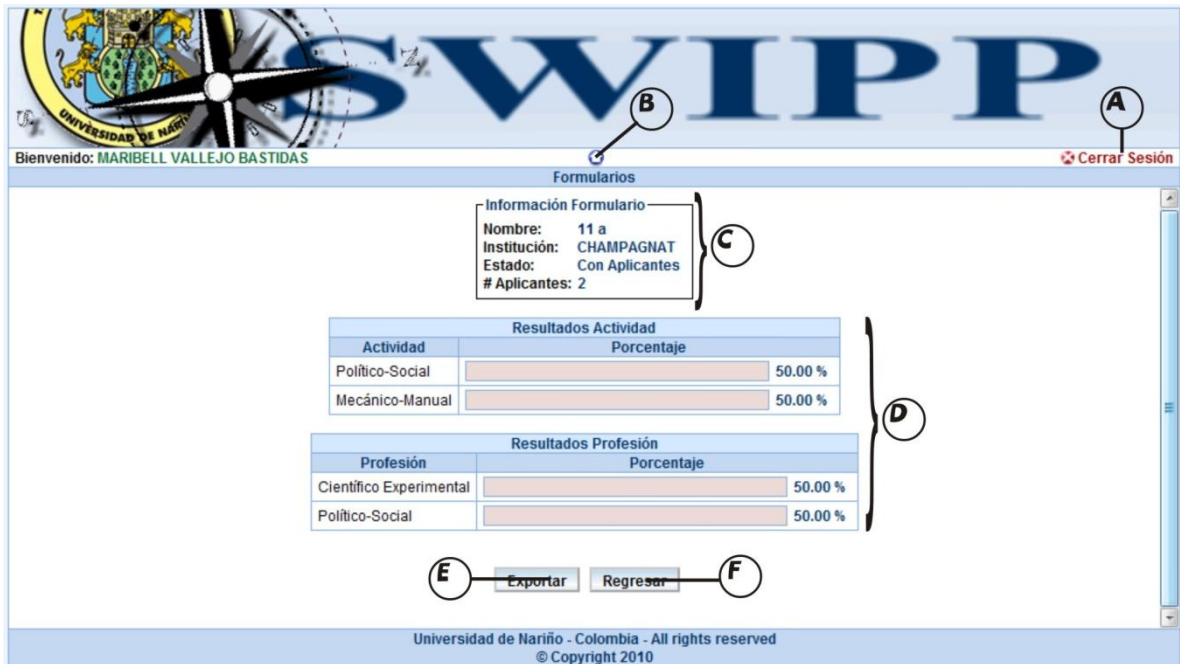 SWIPP
UNIVERSIDAD DE NARIÑ
B
A
Bienvenido: MARIBELL VALLEJO BASTIDAS
Cerrar Sesión
Formularios
Información Formulario
Nombre: 11 a
Institución: CHAMPAGNAT
Estado: Con Aplicantes
# Aplicantes: 2
C
Resultados Actividad
Actividad Porcentaje
Político-Social 50.00 %
Mecánico-Manual 50.00 %
D
Resultados Profesión
Profesión Porcentaje
Científico Experimental 50.00 %
Político-Social 50.00 %
E Exportar Regresar F
Universidad de Nariño - Colombia - All rights reserved
© Copyright 2010